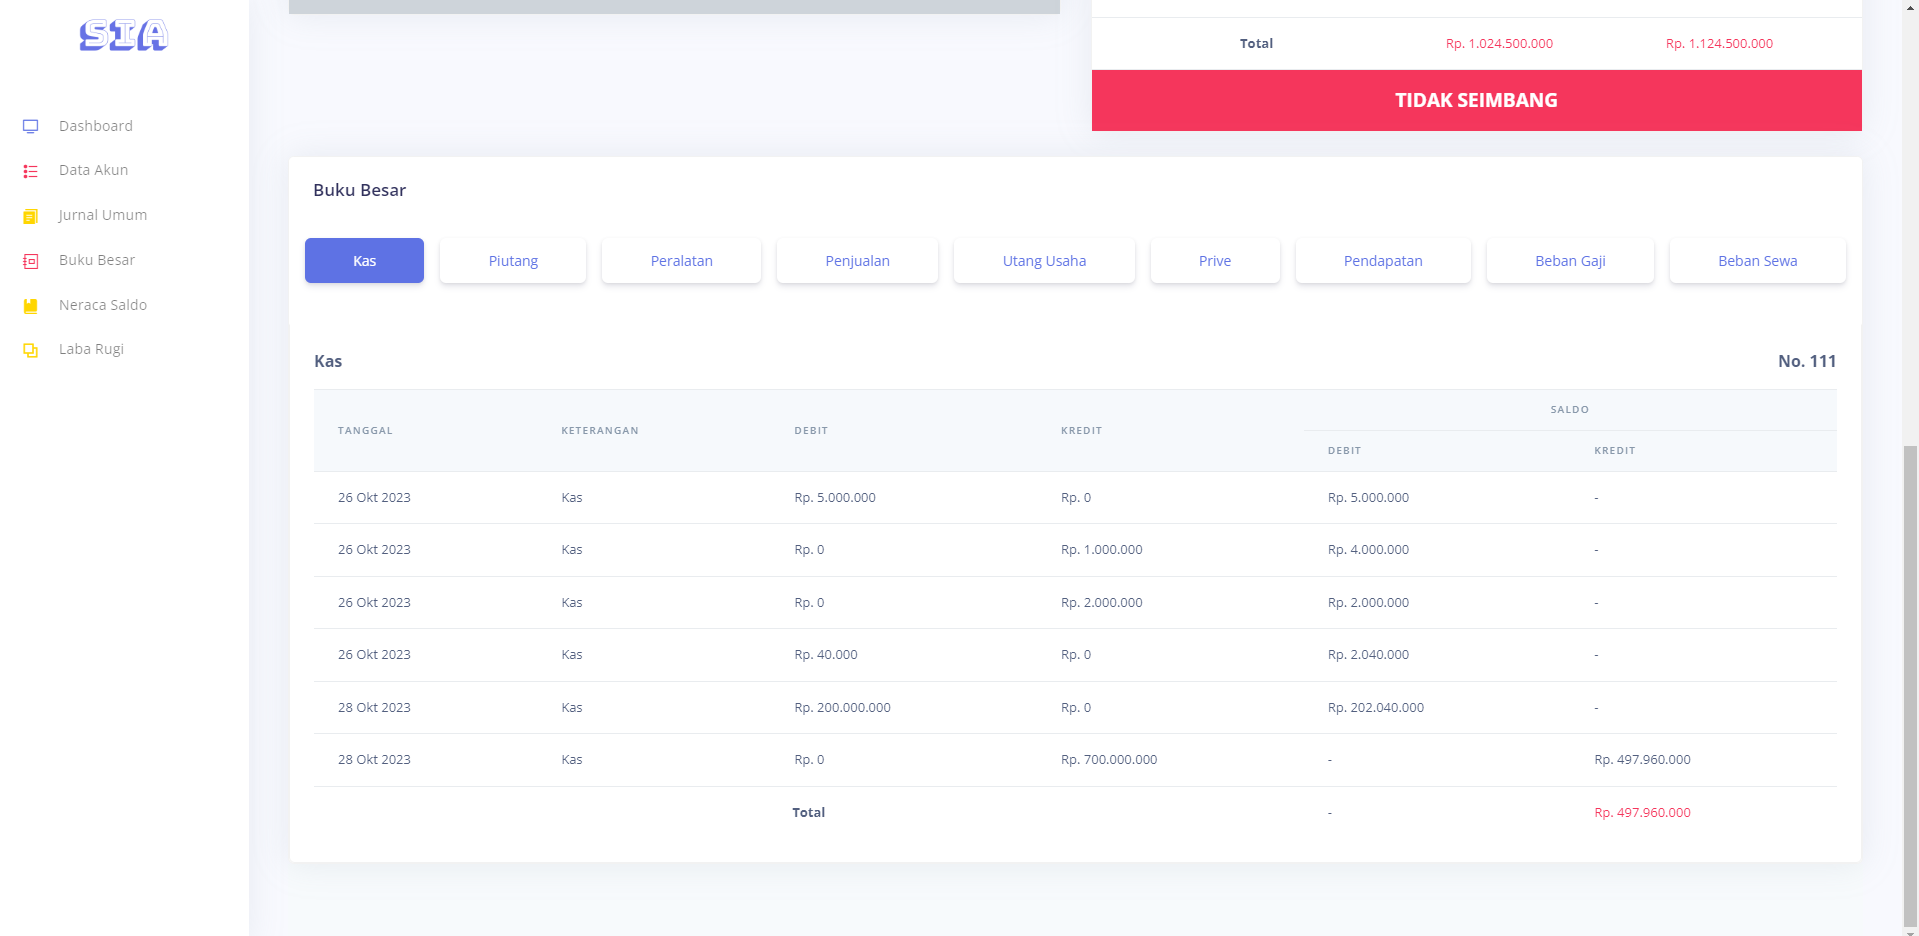 SIA
Dashboard
Data Akun
Jurnal Umum
Buku Besar
Neraca Saldo
Laba Rugi
Total Rp. 1.024.500.000 Rp. 1.124.500.000
TIDAK SEIMBANG
Buku Besar
Kas Piutang Peralatan Penjualan Utang Usaha Prive Pendapatan Beban Gaji Beban Sewa
Kas No. 111
SALDO
TANGGAL KETERANGAN DEBIT KREDIT
DEBIT KREDIT
26 Okt 2023 Kas Rp. 5.000.000 Rp. 0 Rp. 5.000.000 -
26 Okt 2023 Kas Rp. 0 Rp. 1.000.000 Rp. 4.000.000 -
26 Okt 2023 Kas Rp. 0 Rp. 2.000.000 Rp. 2.000.000 -
26 Okt 2023 Kas Rp. 40.000 Rp. 0 Rp. 2.040.000 -
28 Okt 2023 Kas Rp. 200.000.000 Rp. 0 Rp. 202.040.000 -
28 Okt 2023 Kas Rp. 0 Rp. 700.000.000 - Rp. 497.960.000
Total - Rp. 497.960.000